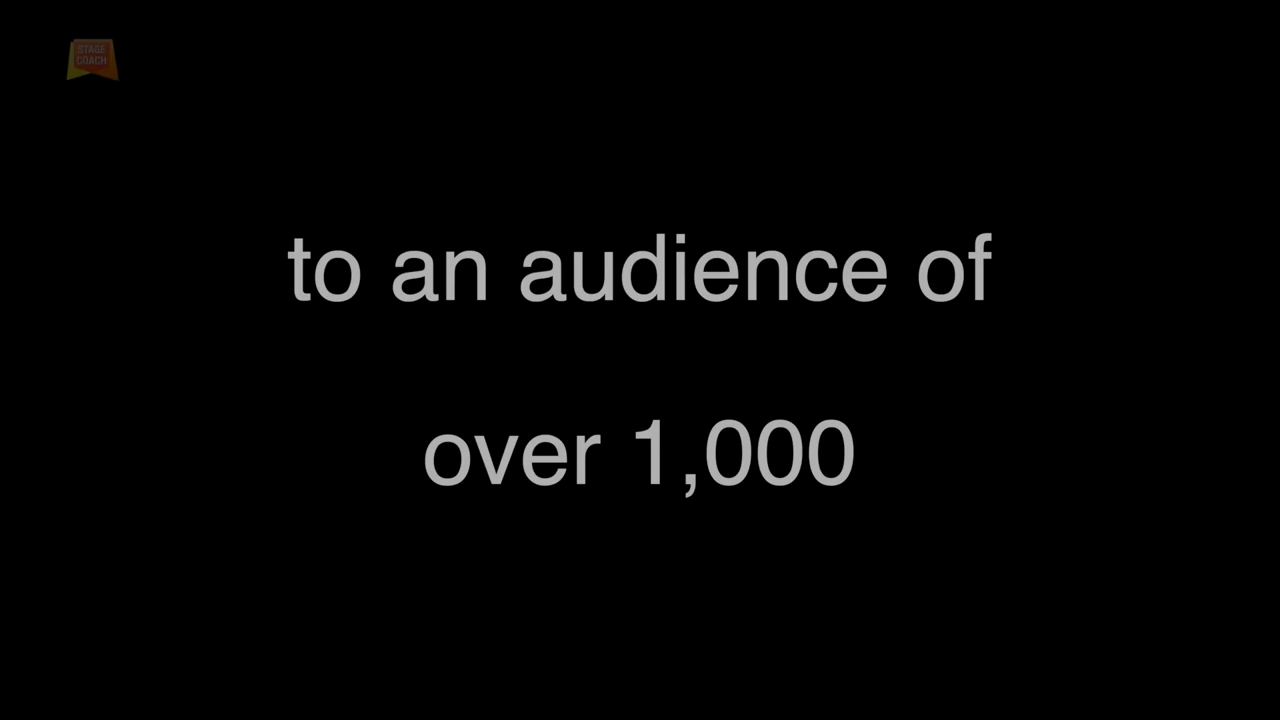 STAGE
COACH
to an audience of
over 1,000